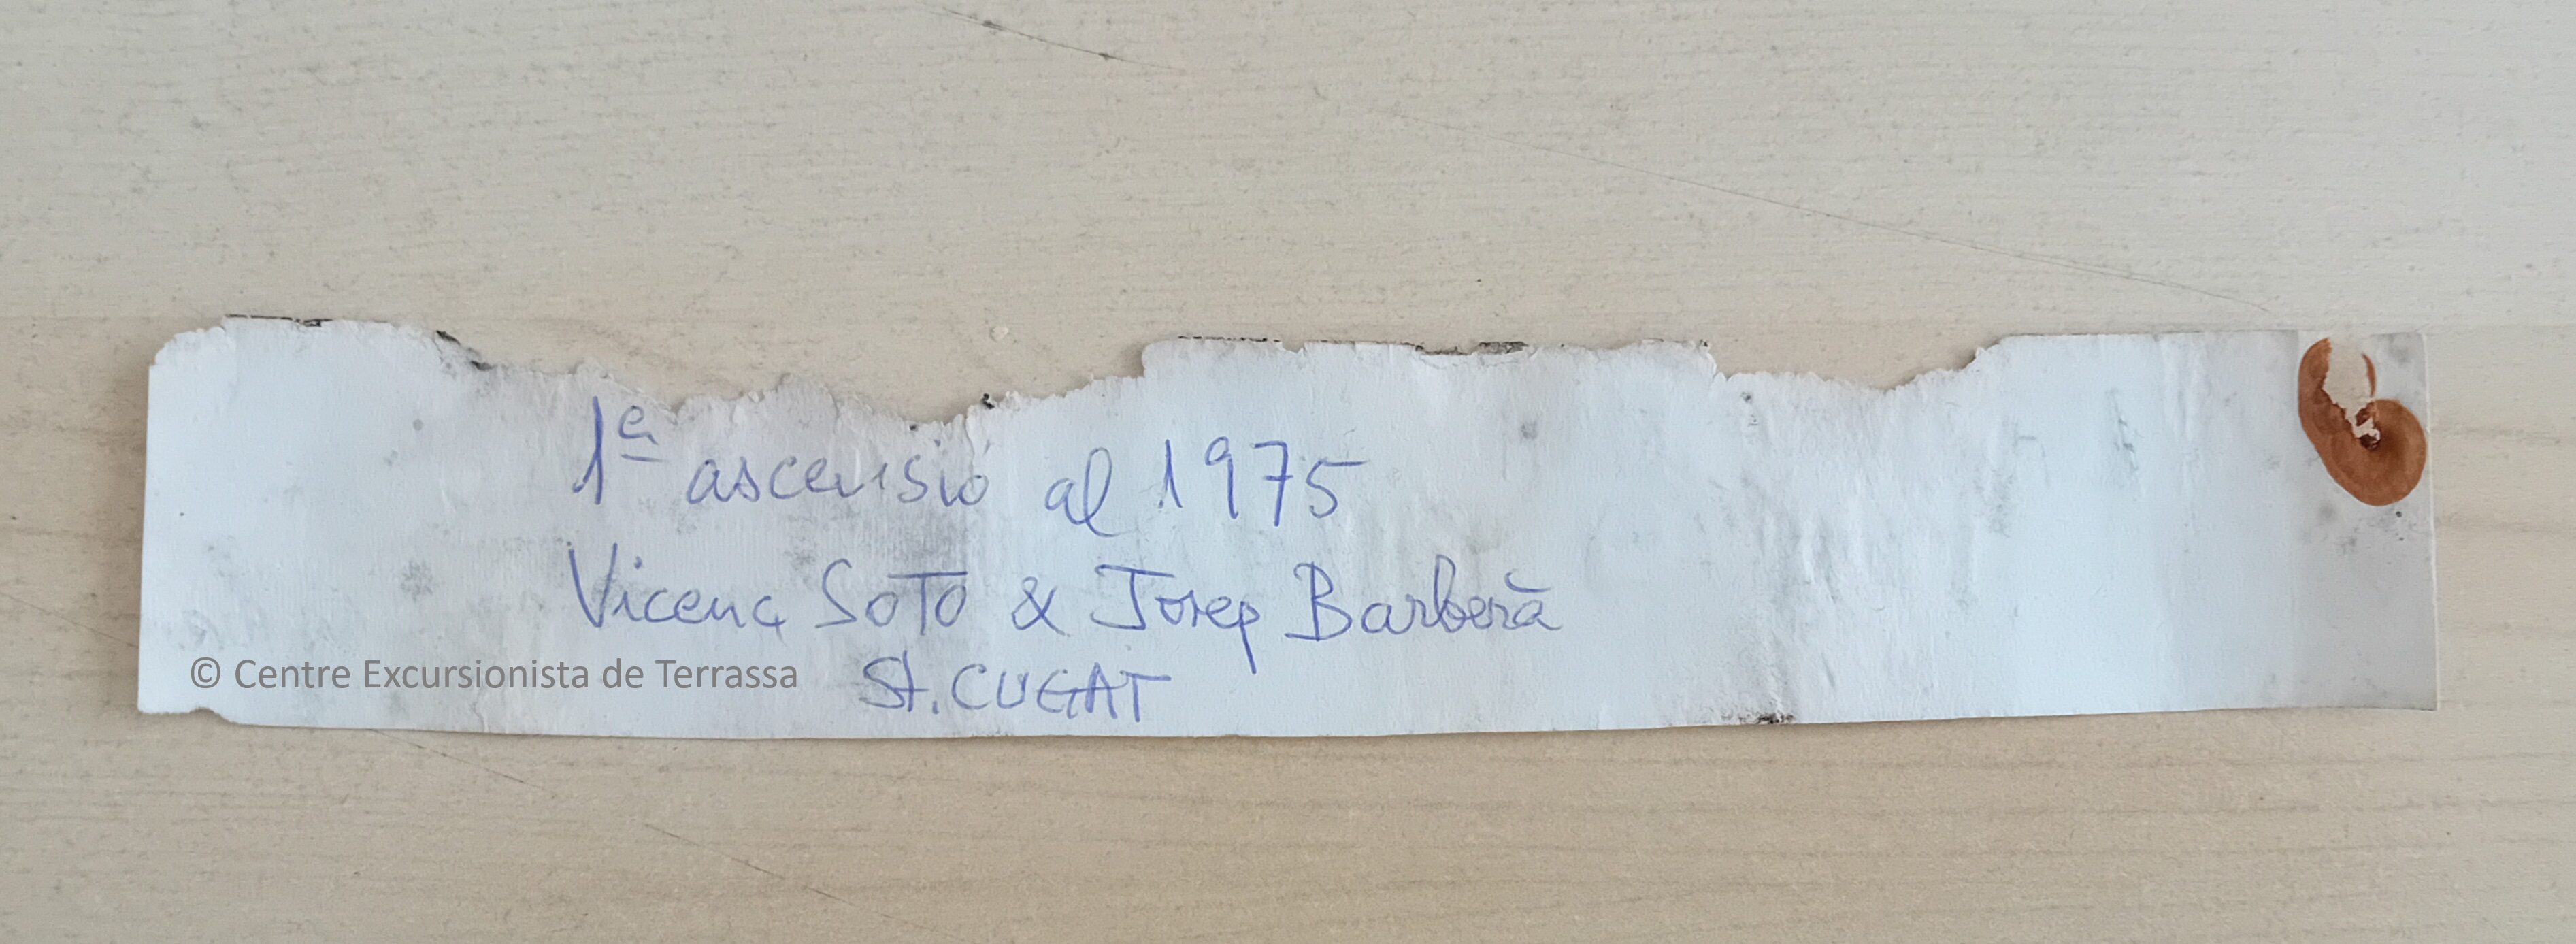 1ª ascensió al 1975
Vicenç SOTO & Josep Barberà
St. CUGAT
© Centre Excursionista de Terrassa